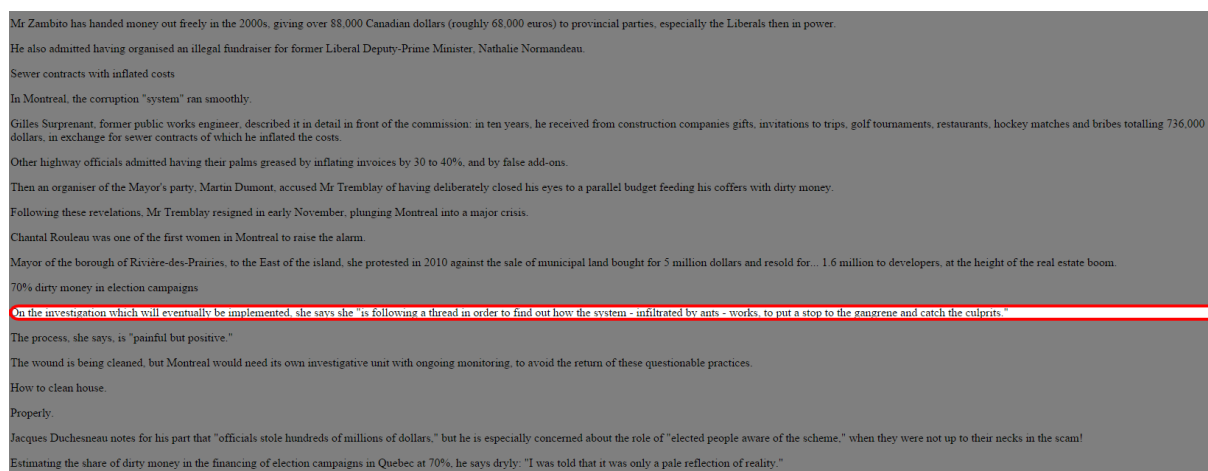 Mr Zambito has handed money out freely in the 2000s, giving over 88,000 Canadian dollars (roughly 68,000 euros) to provincial parties, especially the Liberals then in power.
He also admitted having organised an illegal fundraiser for former Liberal Deputy-Prime Minister, Nathalie Normandeau.
Sewer contracts with inflated costs
In Montreal, the corruption "system" ran smoothly.
Gilles Surprenant, former public works engineer, described it in detail in front of the commission: in ten years, he received from construction companies gifts, invitations to trips, golf tournaments, restaurants, hockey matches and bribes totalling 736,000
dollars, in exchange for sewer contracts of which he inflated the costs.
Other highway officials admitted having their palms greased by inflating invoices by 30 to 40%, and by false add-ons.
Then an organiser of the Mayor's party, Martin Dumont, accused Mr Tremblay of having deliberately closed his eyes to a parallel budget feeding his coffers with dirty money.
Following these revelations, Mr Tremblay resigned in early November, plunging Montreal into a major crisis.
Chantal Rouleau was one of the first women in Montreal to raise the alarm.
Mayor of the borough of Rivière-des-Prairies, to the East of the island, she protested in 2010 against the sale of municipal land bought for 5 million dollars and resold for... 1.6 million to developers, at the height of the real estate boom.
70% dirty money in election campaigns
On the investigation which will eventually be implemented, she says she "is following a thread in order to find out how the system - infiltrated by ants - works, to put a stop to the gangrene and catch the culprits."
The process, she says, is "painful but positive."
The wound is being cleaned, but Montreal would need its own investigative unit with ongoing monitoring, to avoid the return of these questionable practices.
How to clean house.
Properly.
Jacques Duchesneau notes for his part that "officials stole hundreds of millions of dollars," but he is especially concerned about the role of "elected people aware of the scheme," when they were not up to their necks in the scam!
Estimating the share of dirty money in the financing of election campaigns in Quebec at 70%, he says dryly: "I was told that it was only a pale reflection of reality."